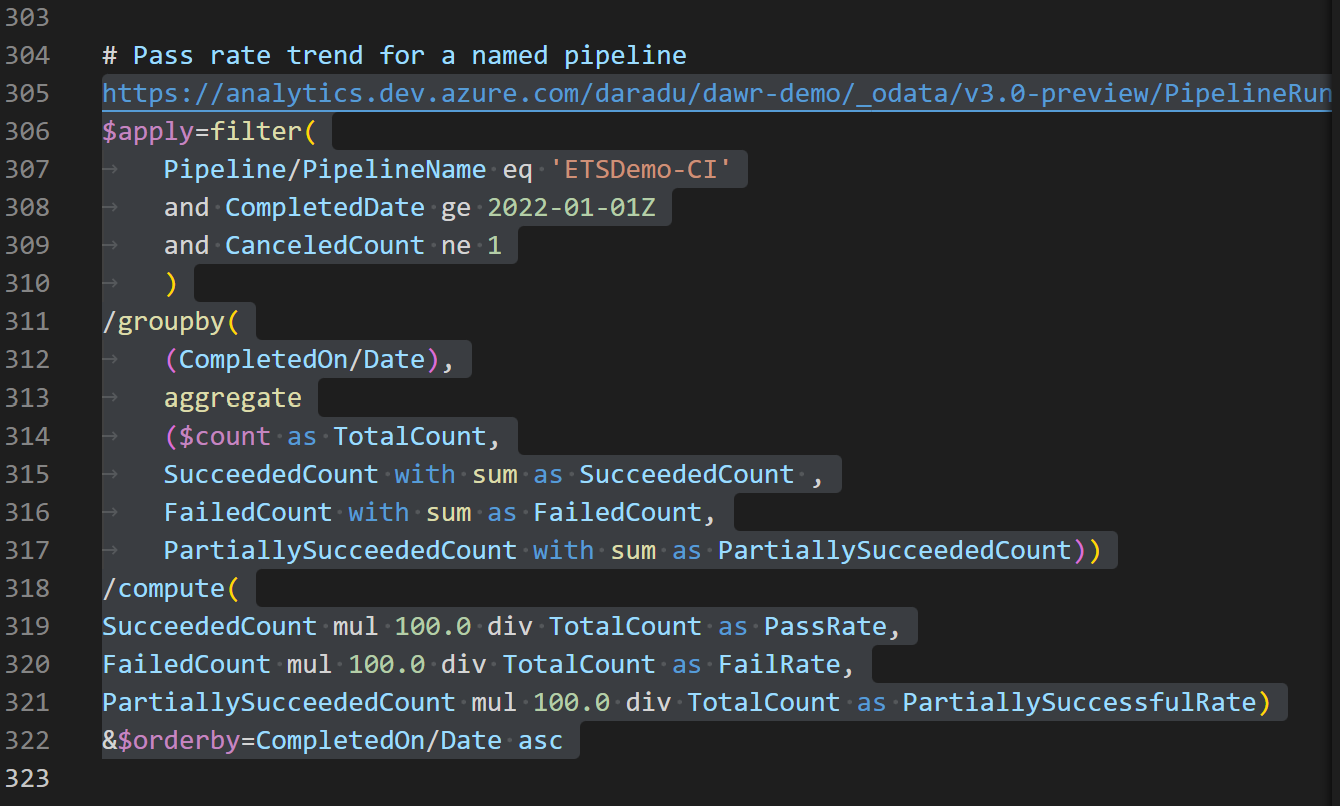 303
304 # Pass rate trend for a named pipeline
305 https://analytics.dev.azure.com/daradu/dawr-demo/_odata/v3.0-preview/PipelineRun
306 $apply=filter(
307 Pipeline/PipelineName eq 'ETSDemo-CI'
308 and CompletedDate ge 2022-01-01Z
309 and CanceledCount ne 1
310 )
311 /groupby(
312 (CompletedOn/Date),
313 aggregate
314 ($count as TotalCount,
315 SucceededCount with sum as SucceededCount ,
316 FailedCount with sum as FailedCount,
317 PartiallySucceededCount with sum as PartiallySucceededCount))
318 /compute(
319 SucceededCount mul 100.0 div TotalCount as PassRate,
320 FailedCount mul 100.0 div TotalCount as FailRate,
321 PartiallySucceededCount mul 100.0 div TotalCount as PartiallySuccessfulRate)
322 &$orderby=CompletedOn/Date asc
323